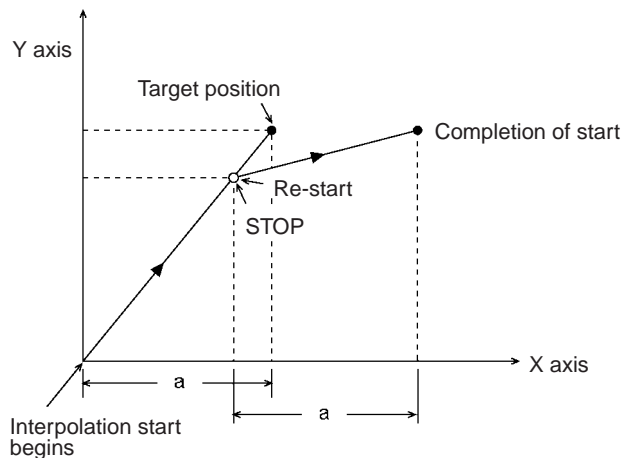 Y axis
Target position
Completion of start
Re-start
STOP
X axis
a
a
Interpolation start
begins